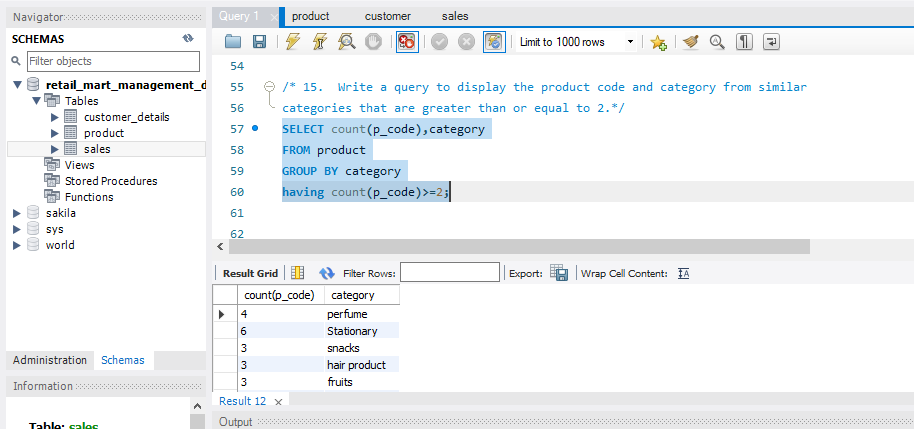 Navigator
SCHEMAS
Filter objects
retail_mart_management_d
Tables
customer_details
product
sales
Views
Stored Procedures
Functions
sakila
sys
world
Administration Schemas
Information
Table: sales
Query 1 product customer sales
Limit to 1000 rows
54
55 /* 15. Write a query to display the product code and category from similar
56 categories that are greater than or equal to 2.*/
57 SELECT count(p_code),category
58 FROM product
59 GROUP BY category
60 having count(p_code)>=2;
61
62
Result Grid Filter Rows: Export: Wrap Cell Content:
count(p_code) category
4 perfume
6 Stationary
3 snacks
3 hair product
3 fruits
Result 12
Output